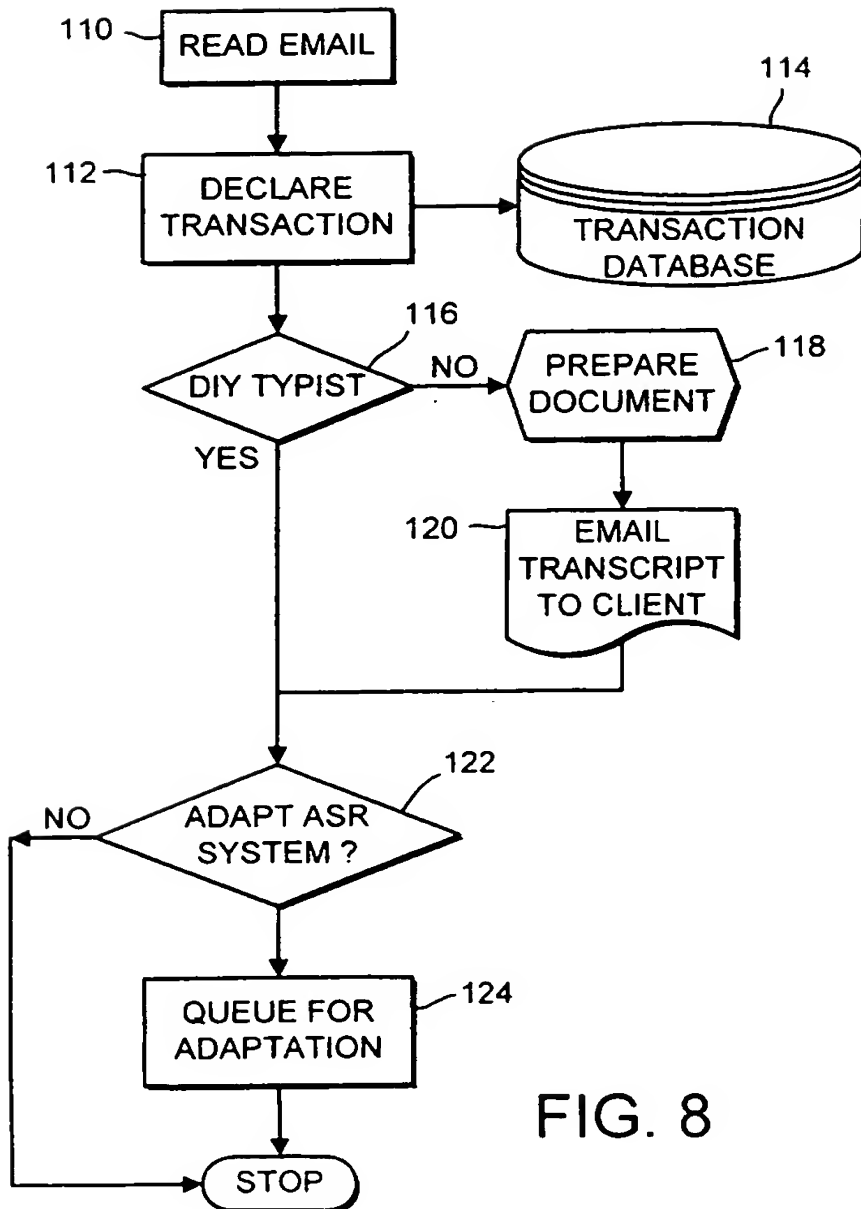 110
READ EMAIL
114
112
DECLARE
TRANSACTION
TRANSACTION
DATABASE
116
DIY TYPIST
NO
118
PREPARE
DOCUMENT
YES
120
EMAIL
TRANSCRIPT
TO CLIENT
122
NO
ADAPT ASR
SYSTEM ?
124
QUEUE FOR
ADAPTATION
FIG. 8
STOP